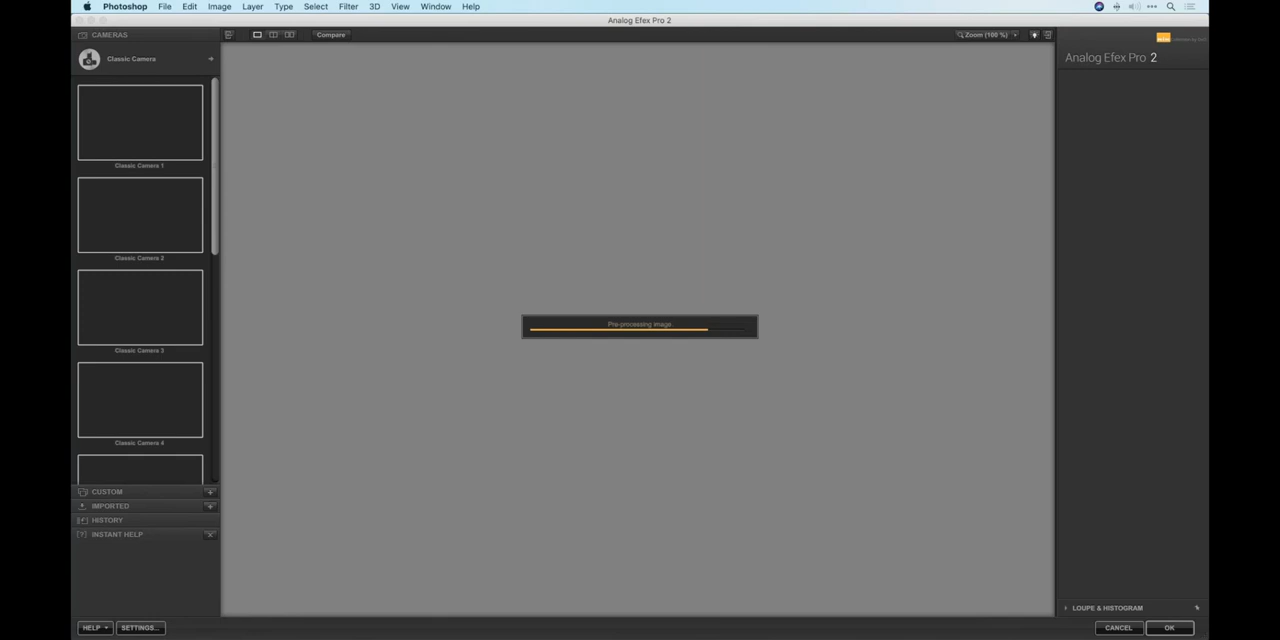 Photoshop File Edit Image Layer Type Select Filter 3D View Window Help
Analog Efex Pro 2
CAMERAS
Compare
Zoom (100 %)
Classic Camera
Analog Efex Pro 2
Classic Camera 1
Classic Camera 2
Pre-processing image.
Classic Camera 3
Classic Camera 4
CUSTOM
IMPORTED
HISTORY
INSTANT HELP
LOUPE & HISTOGRAM
HELP
SETTINGS...
CANCEL
OK